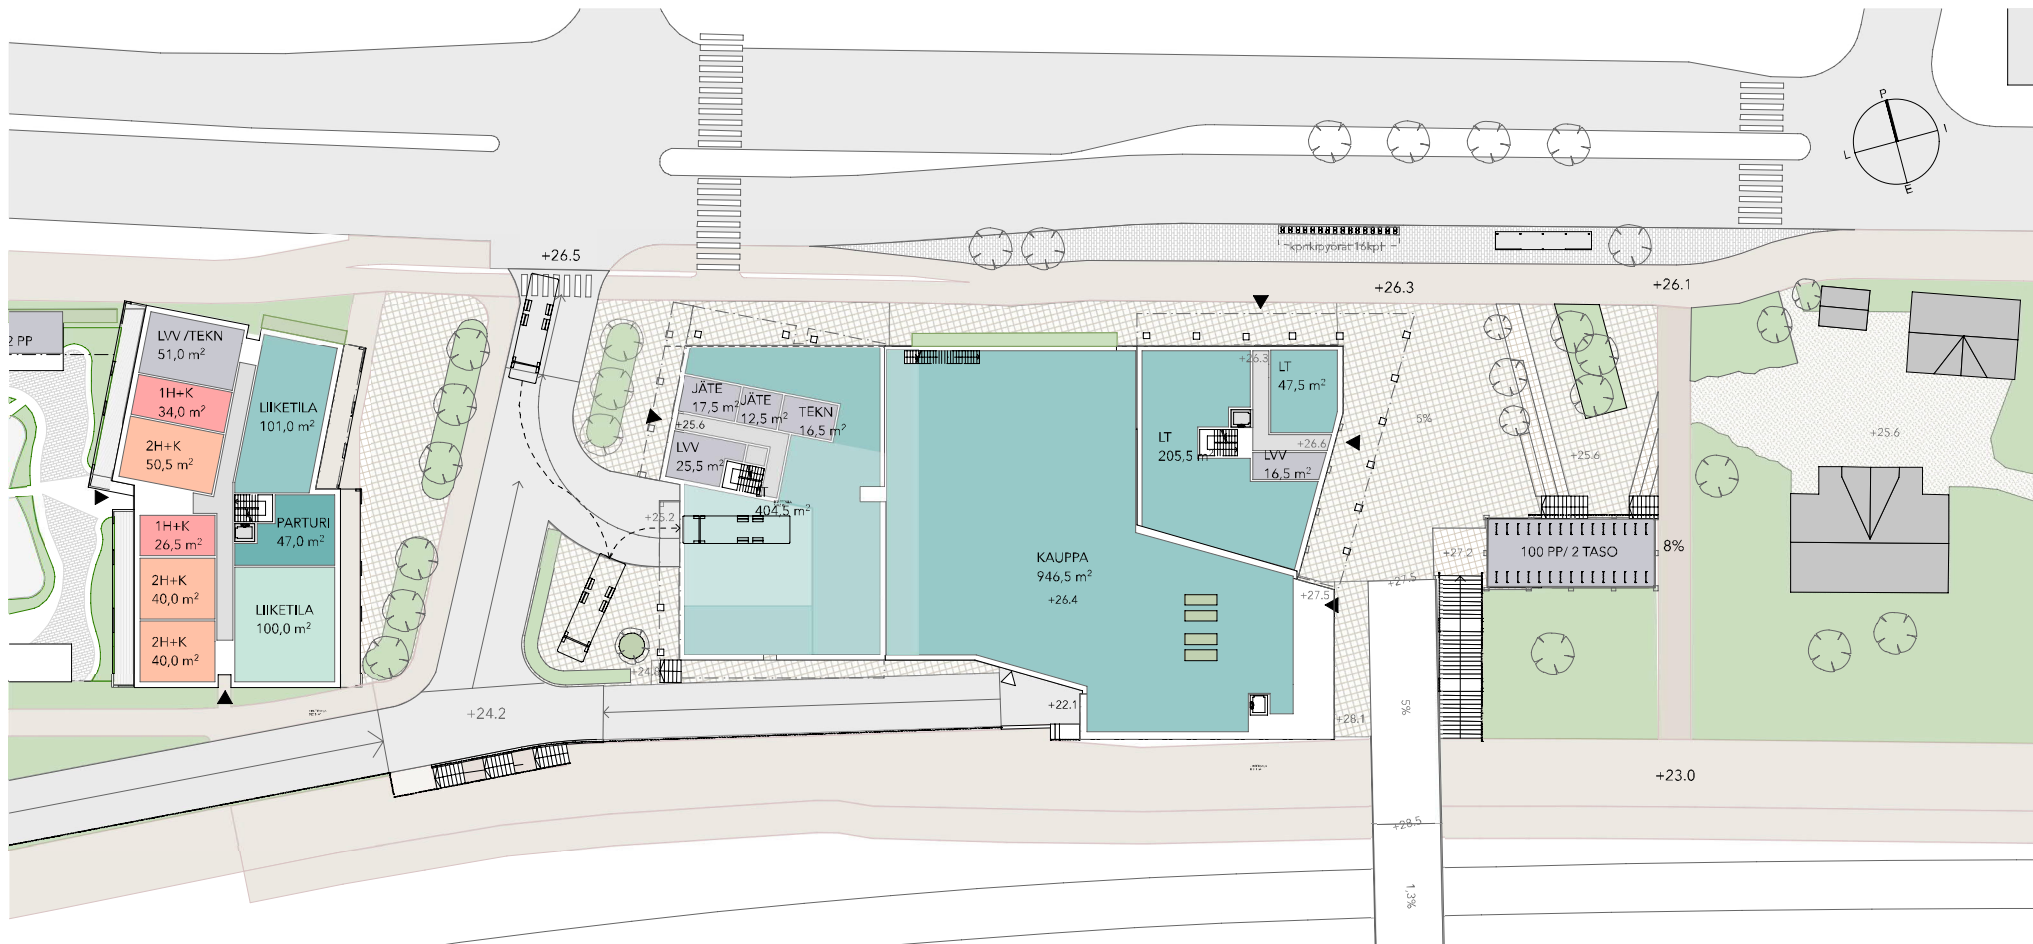 P
I
L
E
kpnkipyörät 16kpl
+26.5
+26.3
+26.1
2 PP
LVV /TEKN
51,0 m²
1H+K
34,0 m²
2H+K
50,5 m²
LIIKETILA
101,0 m²
1H+K
26,5 m²
PARTURI
47,0 m²
2H+K
40,0 m²
2H+K
40,0 m²
LIIKETILA
100,0 m²
JÄTE
17,5 m²
JÄTE
12,5 m²
TEKN
16,5 m²
+25.6
LVV
25,5 m²
404,5 m²
+25.2
+24.8
+24.2
+22.1
KAUPPA
946,5 m²
+26.4
+26.3
LT
47,5 m²
LT
205,5 m²
+26.6
LVV
16,5 m²
5%
+25.6
+27.2
100 PP/ 2 TASO
8%
+27.5
+27.5
+28.1
5%
+25.6
+23.0
+28.5
1,3%